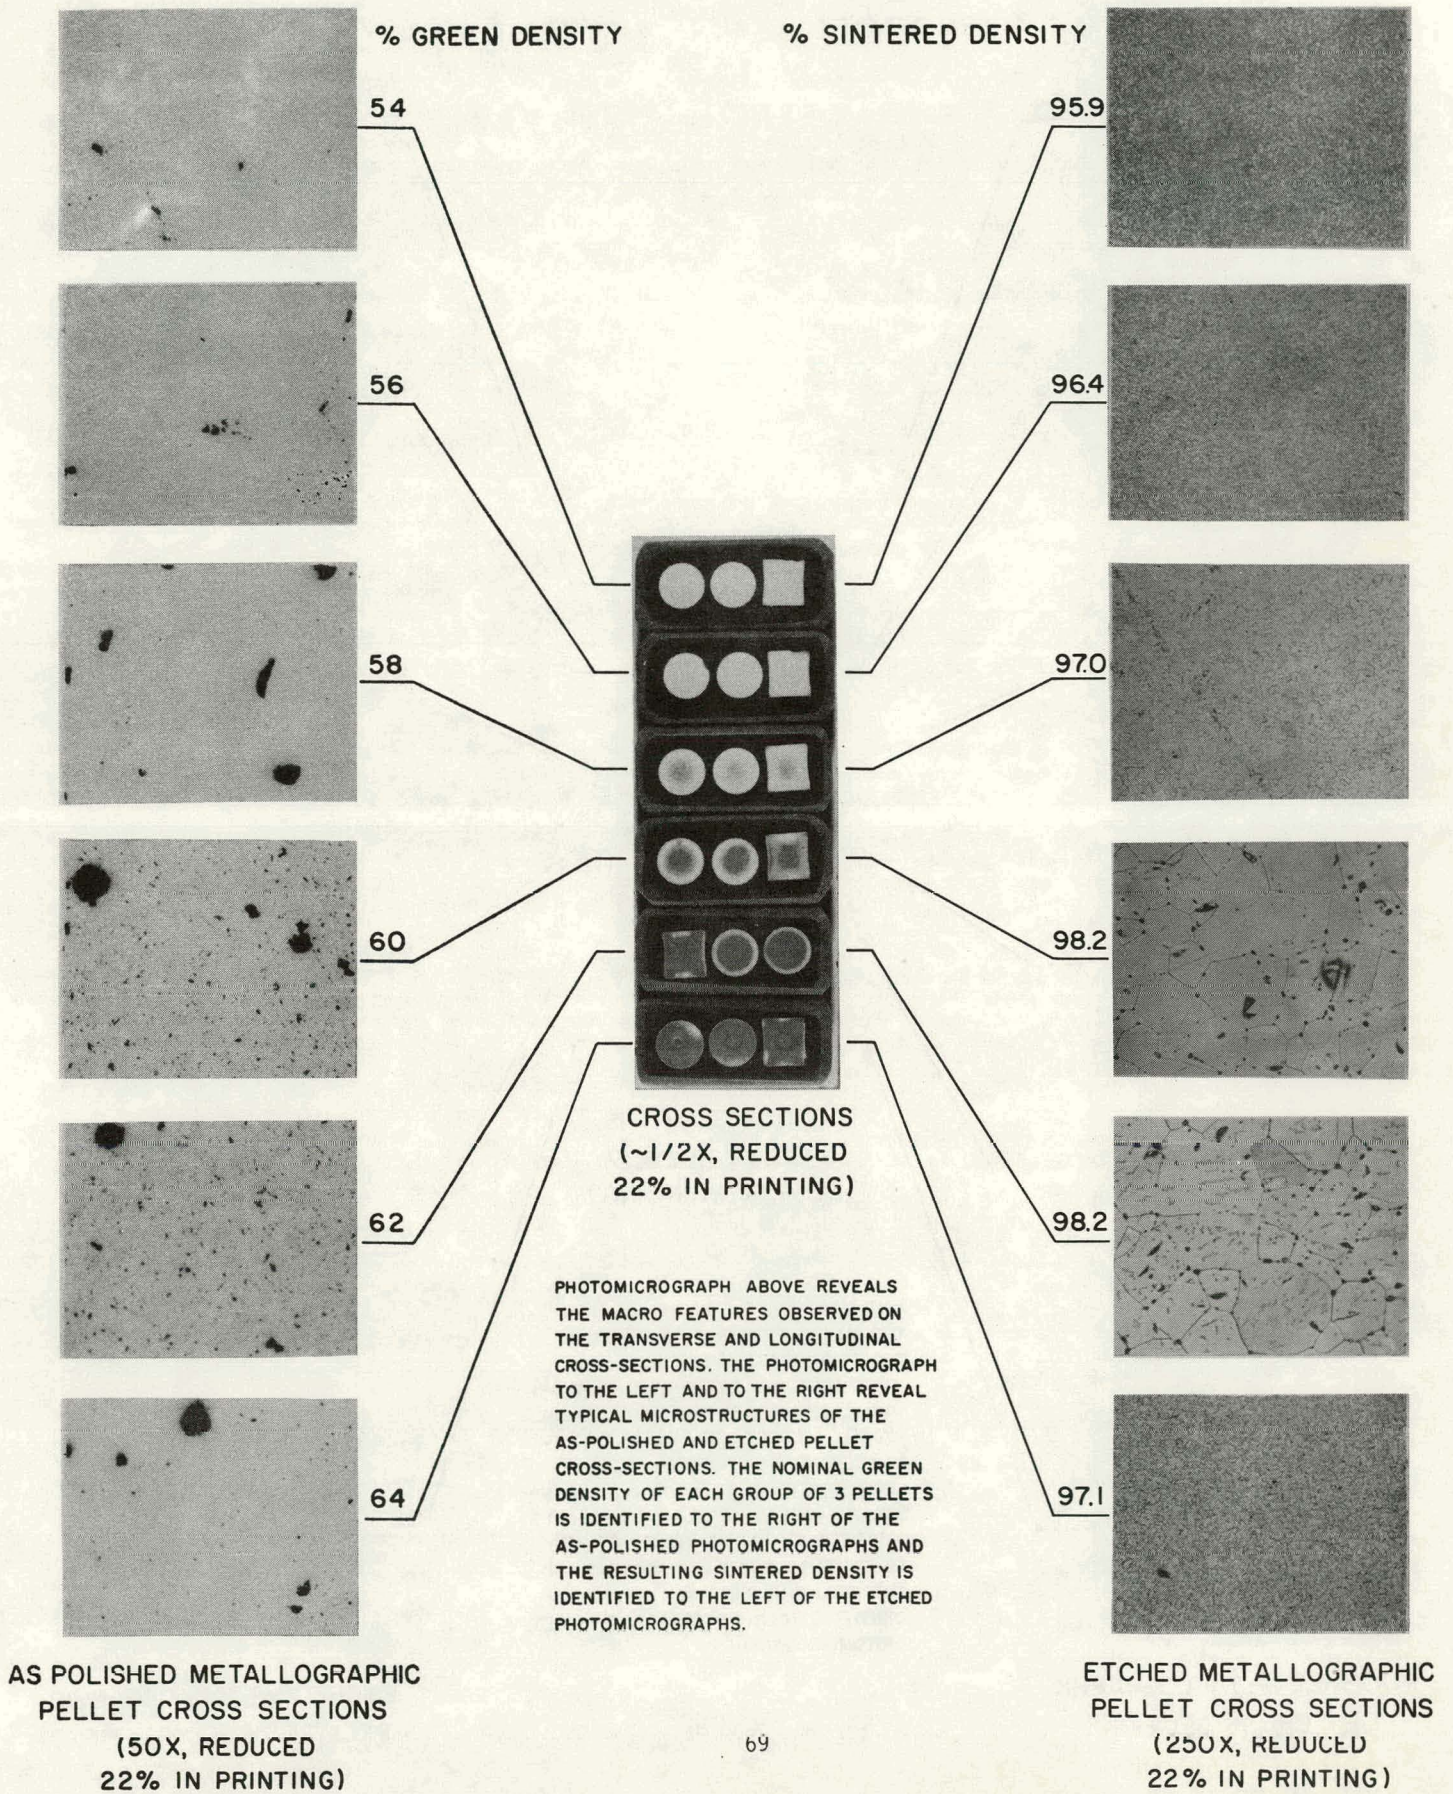 % GREEN DENSITY
% SINTERED DENSITY
54
95.9
56
96.4
58
97.0
60
98.2
62
98.2
64
97.1
CROSS SECTIONS
(~1/2X, REDUCED
22% IN PRINTING)
PHOTOMICROGRAPH ABOVE REVEALS
THE MACRO FEATURES OBSERVED ON
THE TRANSVERSE AND LONGITUDINAL
CROSS-SECTIONS. THE PHOTOMICROGRAPH
TO THE LEFT AND TO THE RIGHT REVEAL
TYPICAL MICROSTRUCTURES OF THE
AS-POLISHED AND ETCHED PELLET
CROSS-SECTIONS. THE NOMINAL GREEN
DENSITY OF EACH GROUP OF 3 PELLETS
IS IDENTIFIED TO THE RIGHT OF THE
AS-POLISHED PHOTOMICROGRAPHS AND
THE RESULTING SINTERED DENSITY IS
IDENTIFIED TO THE LEFT OF THE ETCHED
PHOTOMICROGRAPHS.
AS POLISHED METALLOGRAPHIC
PELLET CROSS SECTIONS
(50X, REDUCED
22% IN PRINTING)
ETCHED METALLOGRAPHIC
PELLET CROSS SECTIONS
(250X, REDUCED
22% IN PRINTING)
69